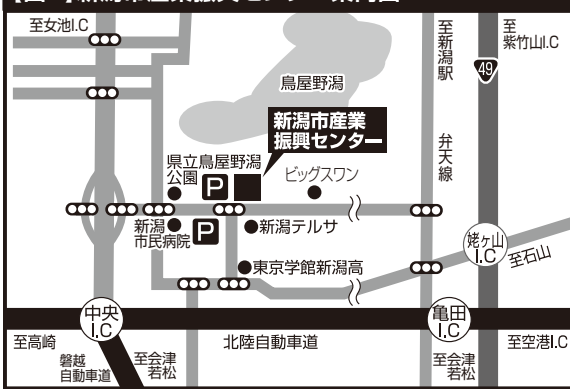 至女池I.C
至新潟駅
至
紫竹山I.C
49
鳥屋野潟
新潟市産業
振興センター
弁天線
県立鳥屋野潟
公園
P
ビッグスワン
新潟
市民病院
P
新潟テルサ
姥ヶ山
I.C
至石山
東京学館新潟高
中央
I.C
亀田
I.C
至高崎
北陸自動車道
至空港I.C
磐越
自動車道
至会津
若松
至会津
若松